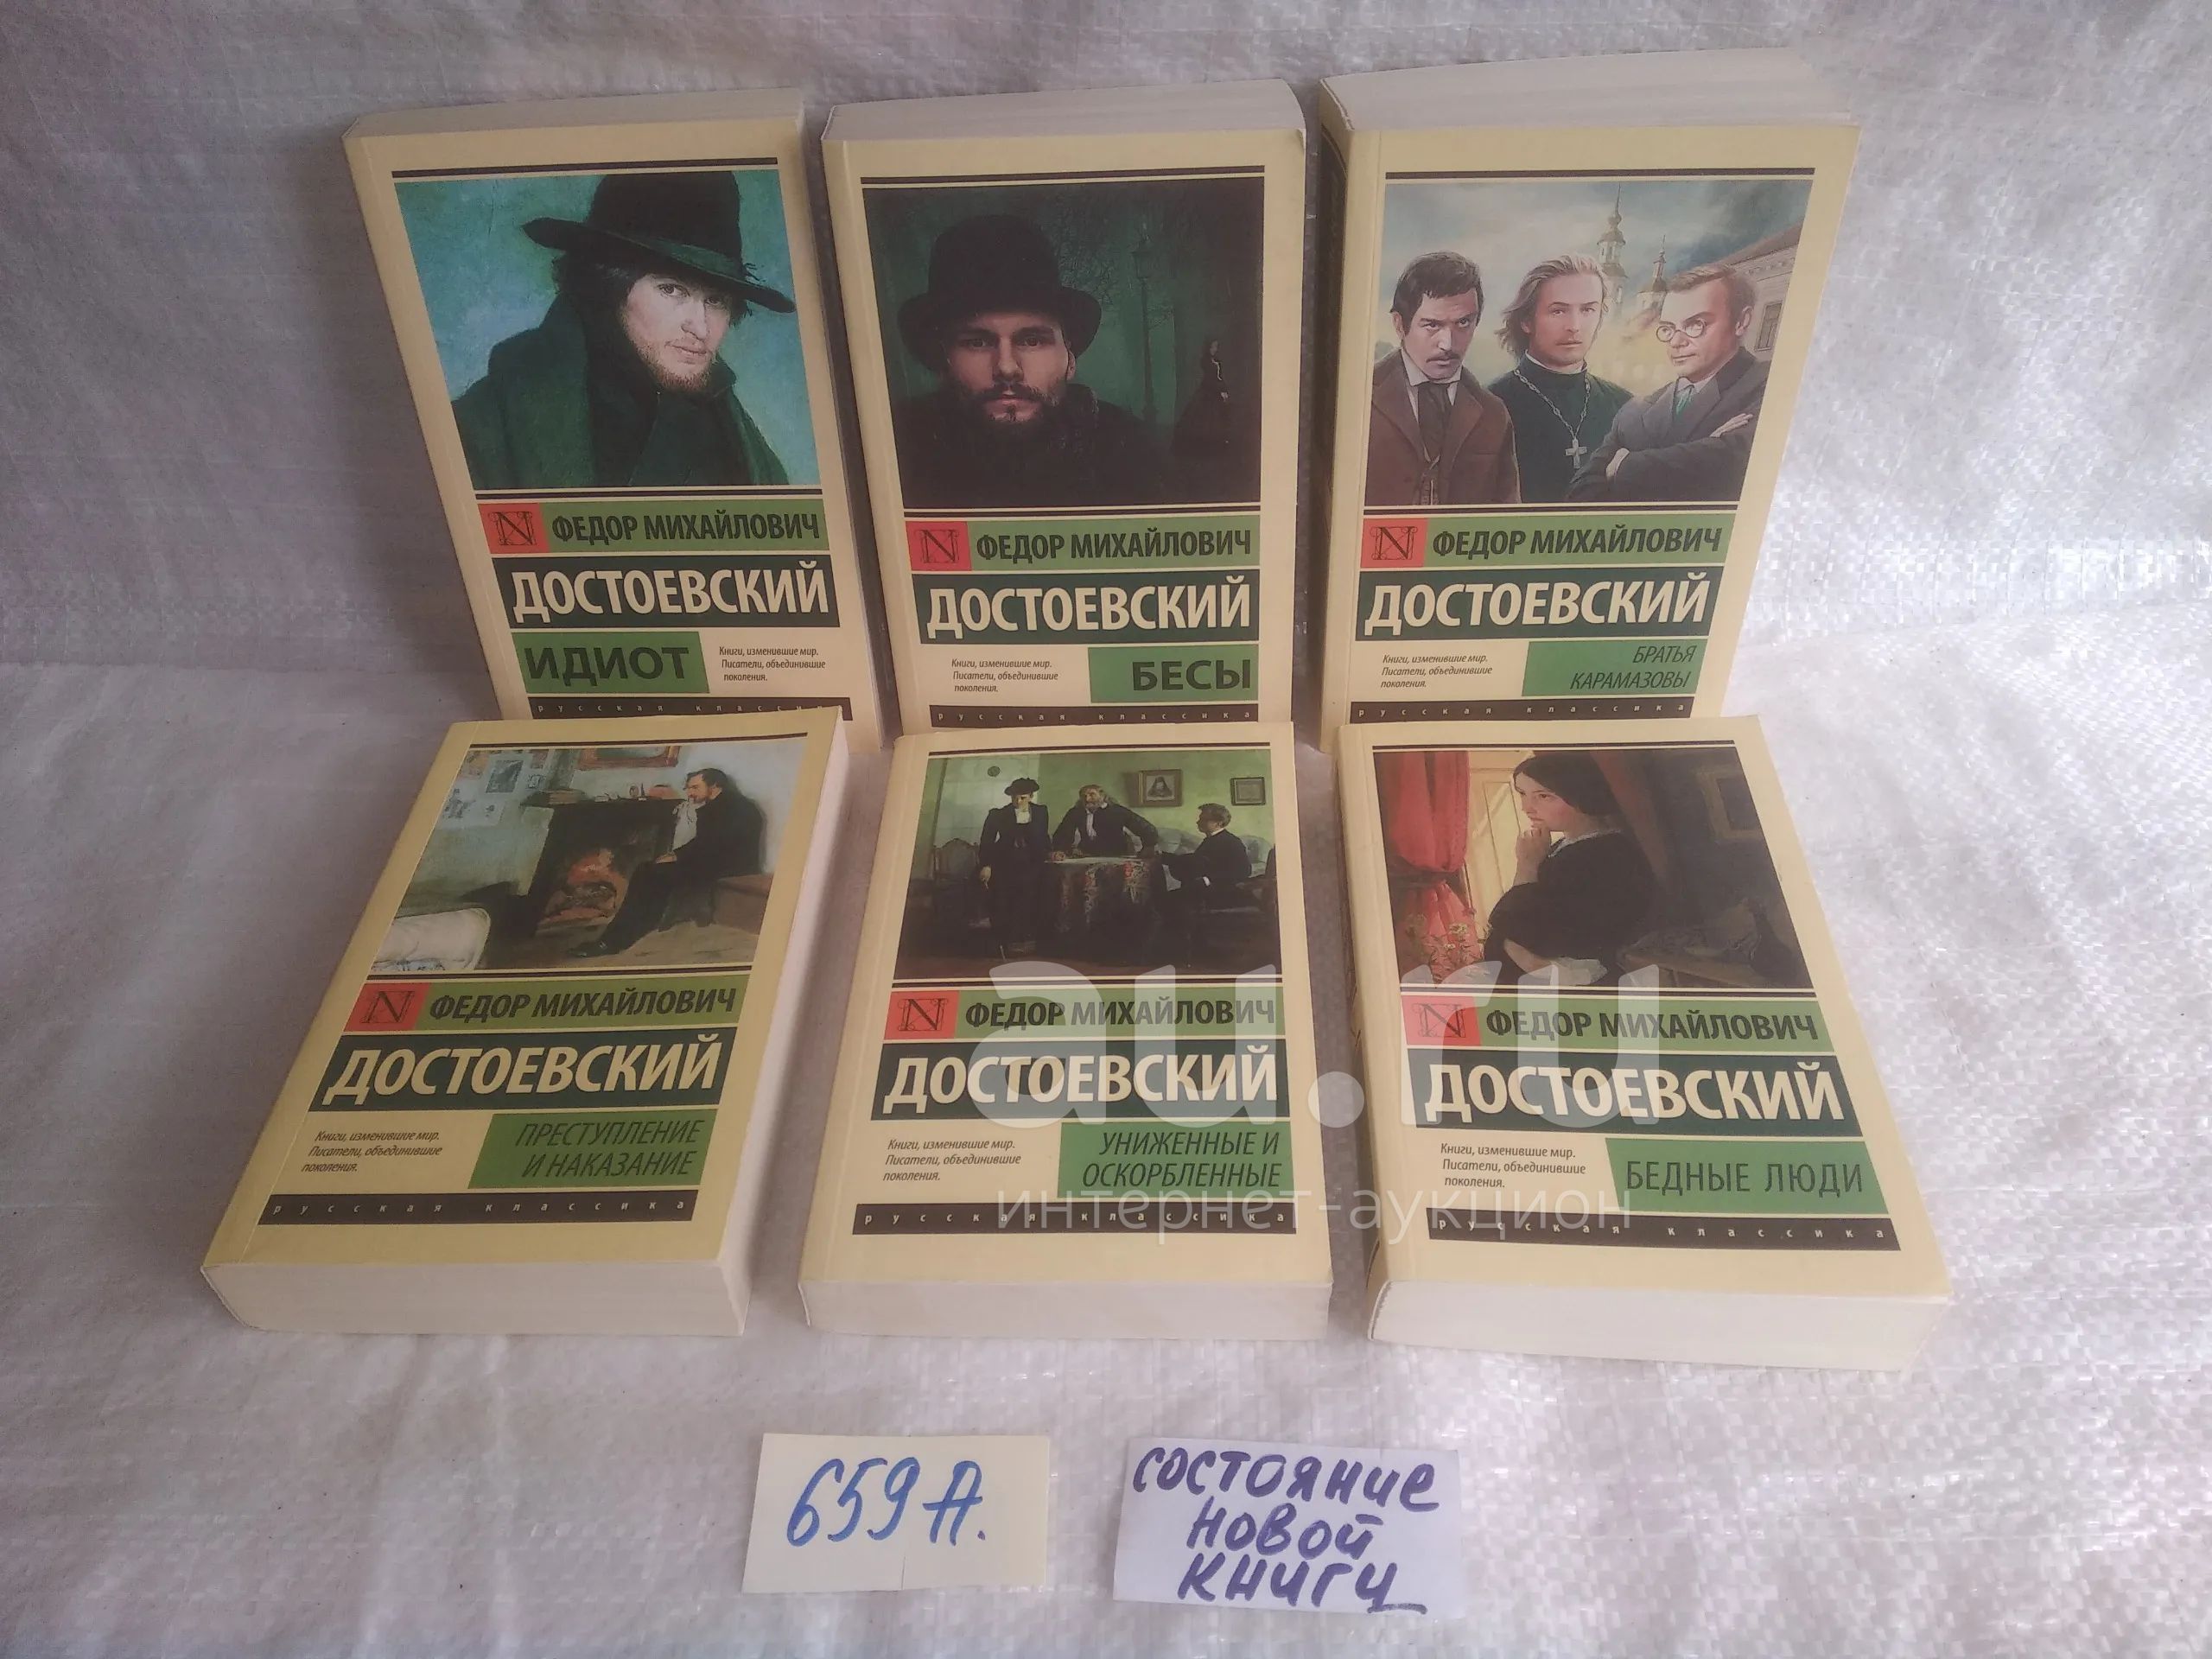 N ФЕДОР МИХАЙЛОВИЧ
ДОСТОЕВСКИЙ
ИДИОТ
Книги, изменившие мир.
Писатели, объединившие
поколения.
русская классика
N ФЕДОР МИХАЙЛОВИЧ
ДОСТОЕВСКИЙ
Книги, изменившие мир.
Писатели, объединившие
поколения.
БЕСЫ
русская классика
N ФЕДОР МИХАЙЛОВИЧ
ДОСТОЕВСКИЙ
Книги, изменившие мир.
Писатели, объединившие
поколения.
БРАТЬЯ
КАРАМАЗОВЫ
русская классика
N ФЕДОР МИХАЙЛОВИЧ
ДОСТОЕВСКИЙ
Книги, изменившие мир.
Писатели, объединившие
поколения.
ПРЕСТУПЛЕНИЕ
И НАКАЗАНИЕ
русская классика
N ФЕДОР МИХАЙЛОВИЧ
ДОСТОЕВСКИЙ
Книги, изменившие мир.
Писатели, объединившие
поколения.
УНИЖЕННЫЕ И
ОСКОРБЛЕННЫЕ
русская классика
N ФЕДОР МИХАЙЛОВИЧ
ДОСТОЕВСКИЙ
Книги, изменившие мир.
Писатели, объединившие
поколения.
БЕДНЫЕ ЛЮДИ
русская классика
au.ru
интернет-аукцион
659 А.
состояние
новой
книги